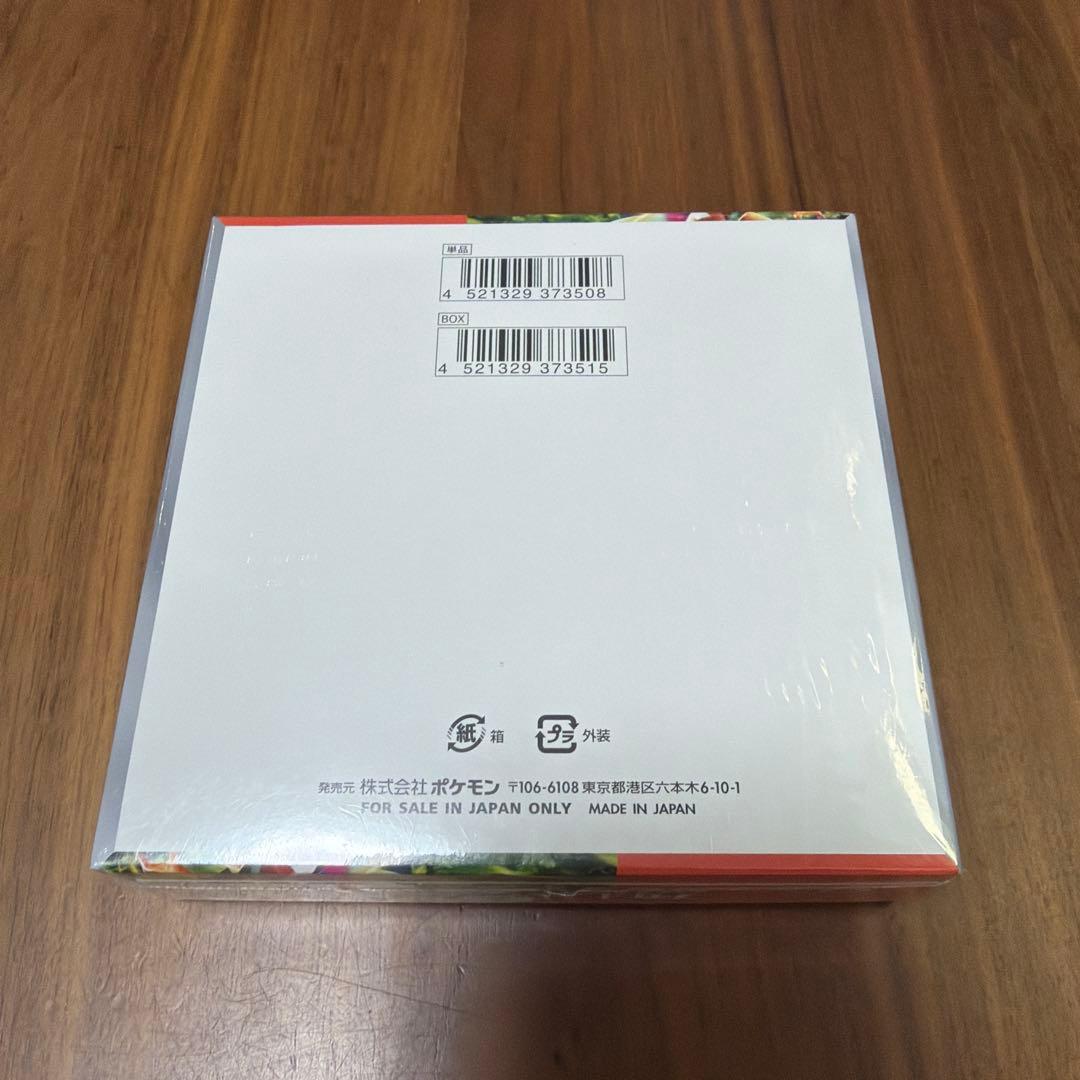 単品
4 521329 373508
BOX
4 521329 373515
紙 箱 プラ 外装
発売元 株式会社ポケモン 〒106-6108 東京都港区六本木6-10-1
FOR SALE IN JAPAN ONLY MADE IN JAPAN